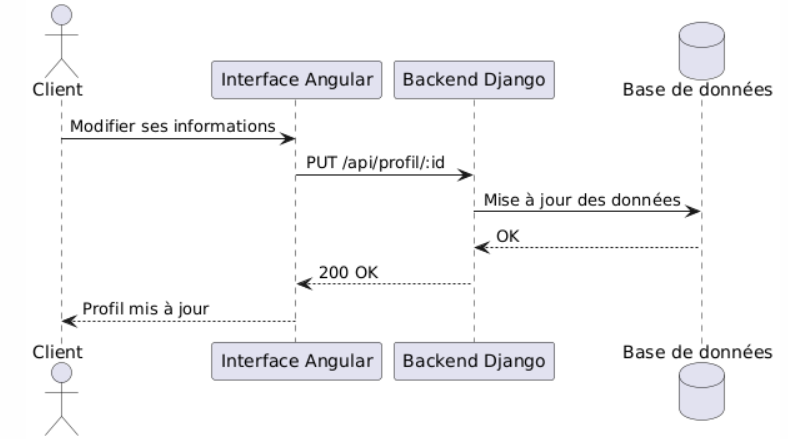 Client
Interface Angular
Backend Django
Base de données
Modifier ses informations
PUT /api/profil/:id
Mise à jour des données
OK
200 OK
Profil mis à jour
Client
Interface Angular
Backend Django
Base de données